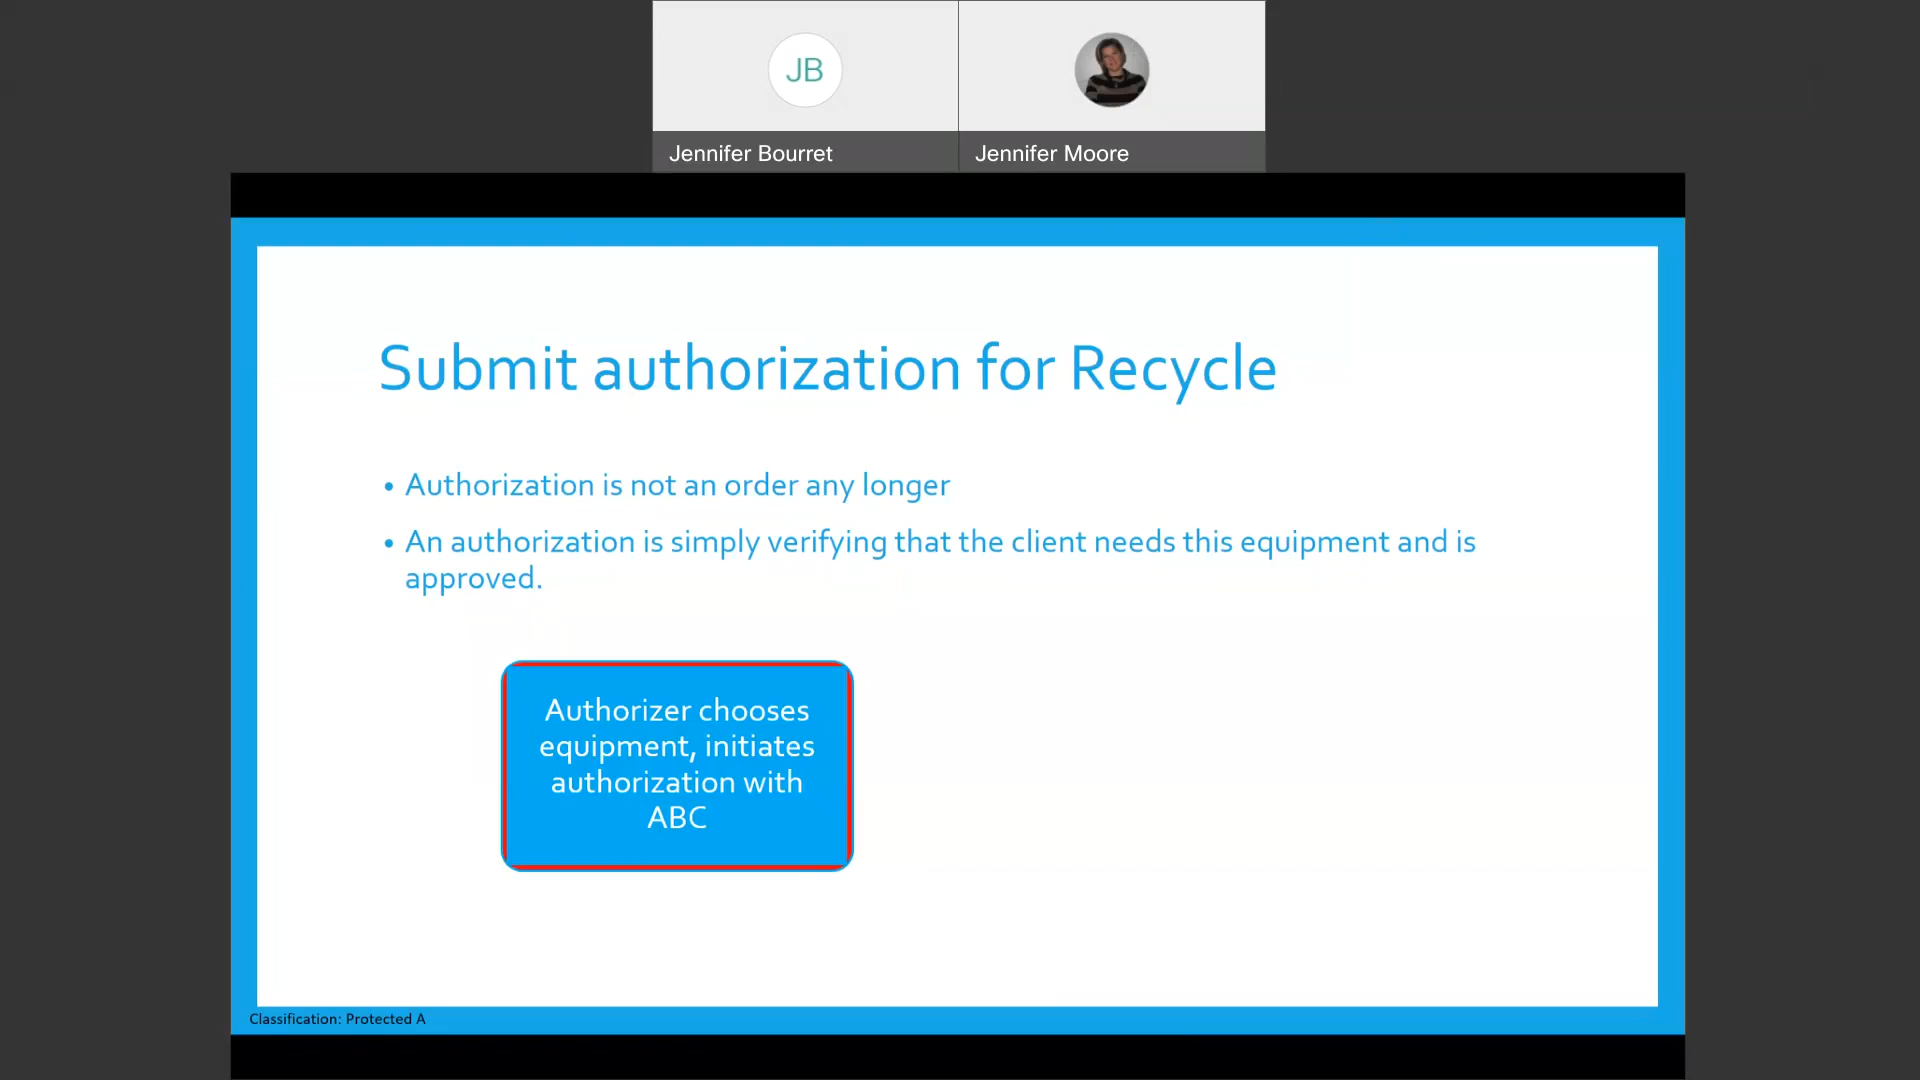 JB
Jennifer Bourret
Jennifer Moore
Submit authorization for Recycle
• Authorization is not an order any longer
• An authorization is simply verifying that the client needs this equipment and is
approved.
Authorizer chooses
equipment, initiates
authorization with
ABC
Classification: Protected A